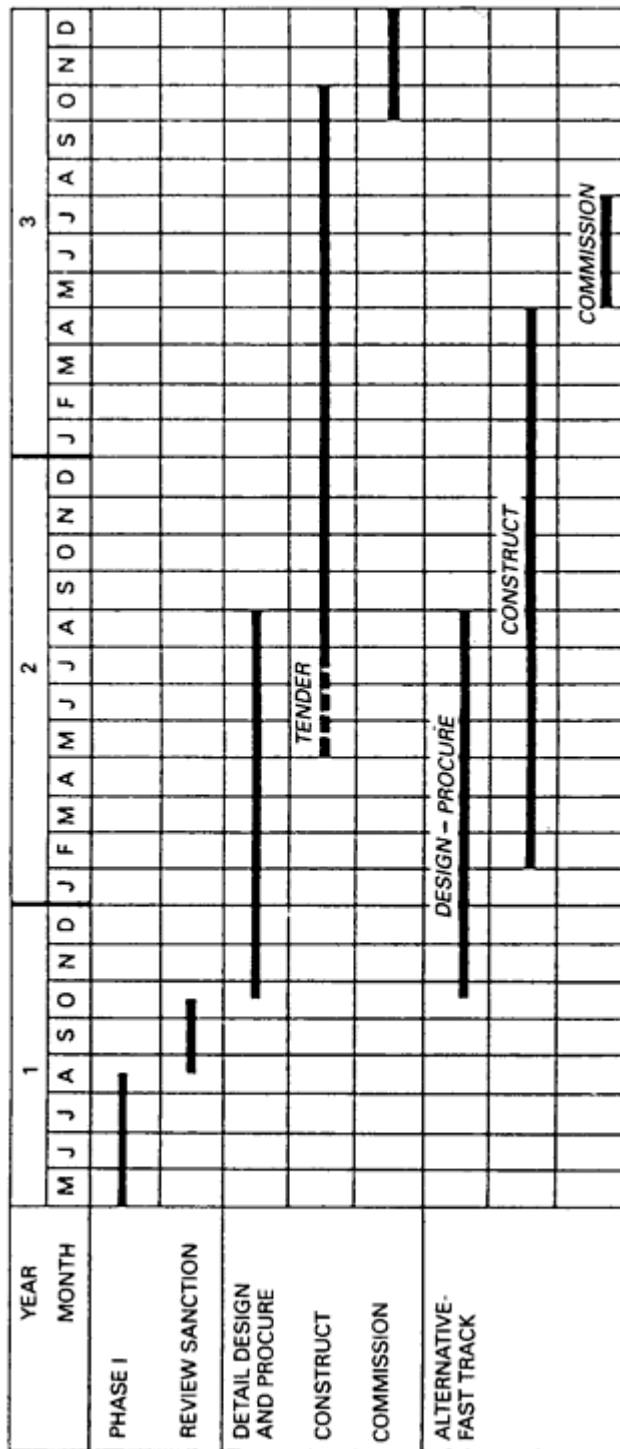 YEAR 1 2 3
MONTH M J J A S O N D J F M A M J J A S O N D J F M A M J J A S O N D
PHASE I
REVIEW SANCTION
DETAIL DESIGN
AND PROCURE
TENDER
CONSTRUCT
COMMISSION
ALTERNATIVE-
FAST TRACK
DESIGN – PROCURE
CONSTRUCT
COMMISSION